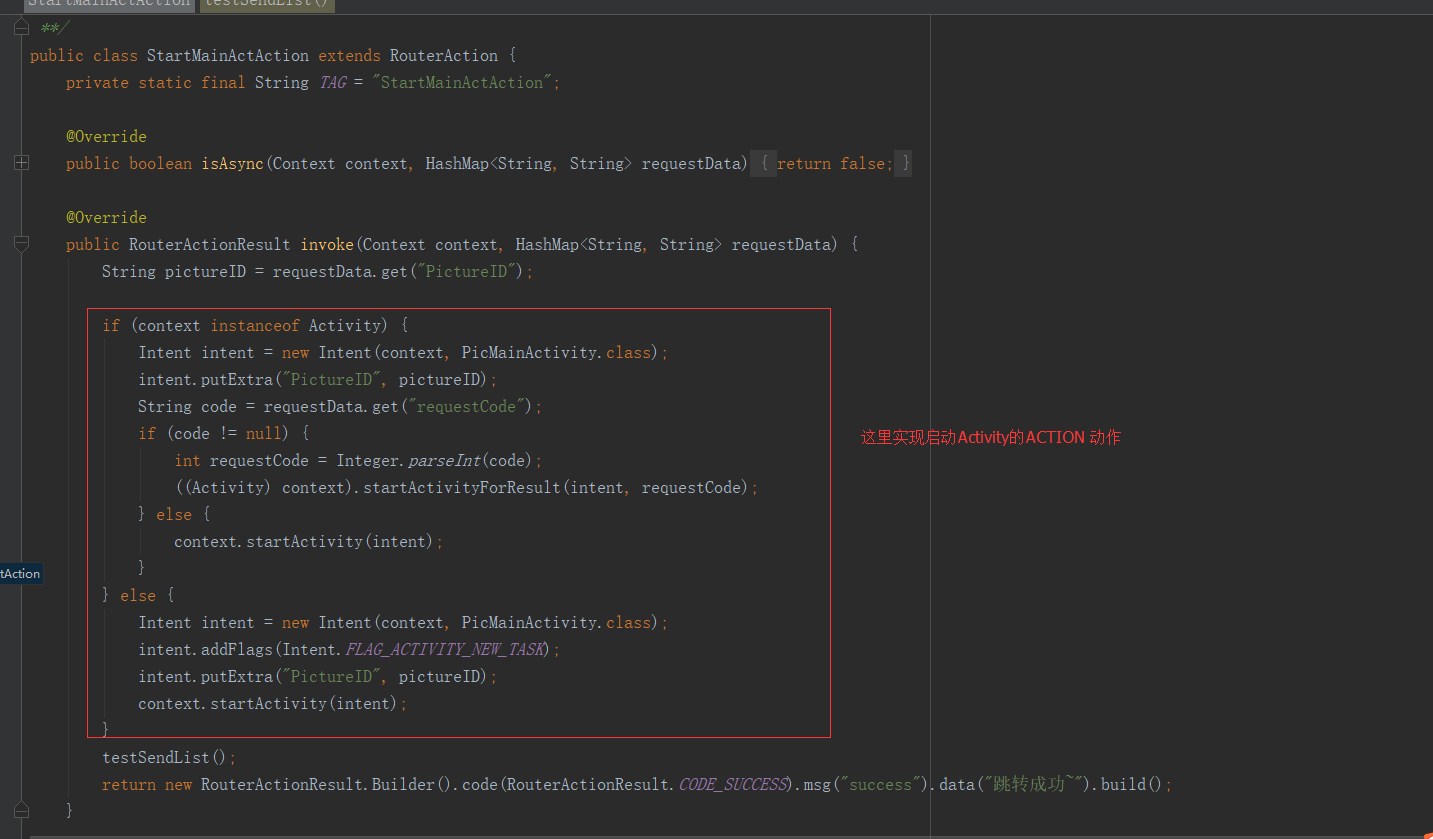 StartMainActAction testSendList()
**/
public class StartMainActAction extends RouterAction {
private static final String TAG = "StartMainActAction";
@Override
public boolean isAsync(Context context, HashMap<String, String> requestData) { return false; }
@Override
public RouterActionResult invoke(Context context, HashMap<String, String> requestData) {
String pictureID = requestData.get("PictureID");
if (context instanceof Activity) {
Intent intent = new Intent(context, PicMainActivity.class);
intent.putExtra("PictureID", pictureID);
String code = requestData.get("requestCode");
if (code != null) {
这里实现启动Activity的ACTION 动作
int requestCode = Integer.parseInt(code);
((Activity) context).startActivityForResult(intent, requestCode);
} else {
context.startActivity(intent);
}
tAction
} else {
Intent intent = new Intent(context, PicMainActivity.class);
intent.addFlags(Intent.FLAG_ACTIVITY_NEW_TASK);
intent.putExtra("PictureID", pictureID);
context.startActivity(intent);
}
testSendList();
return new RouterActionResult.Builder().code(RouterActionResult.CODE_SUCCESS).msg("success").data("跳转成功~").build();
}